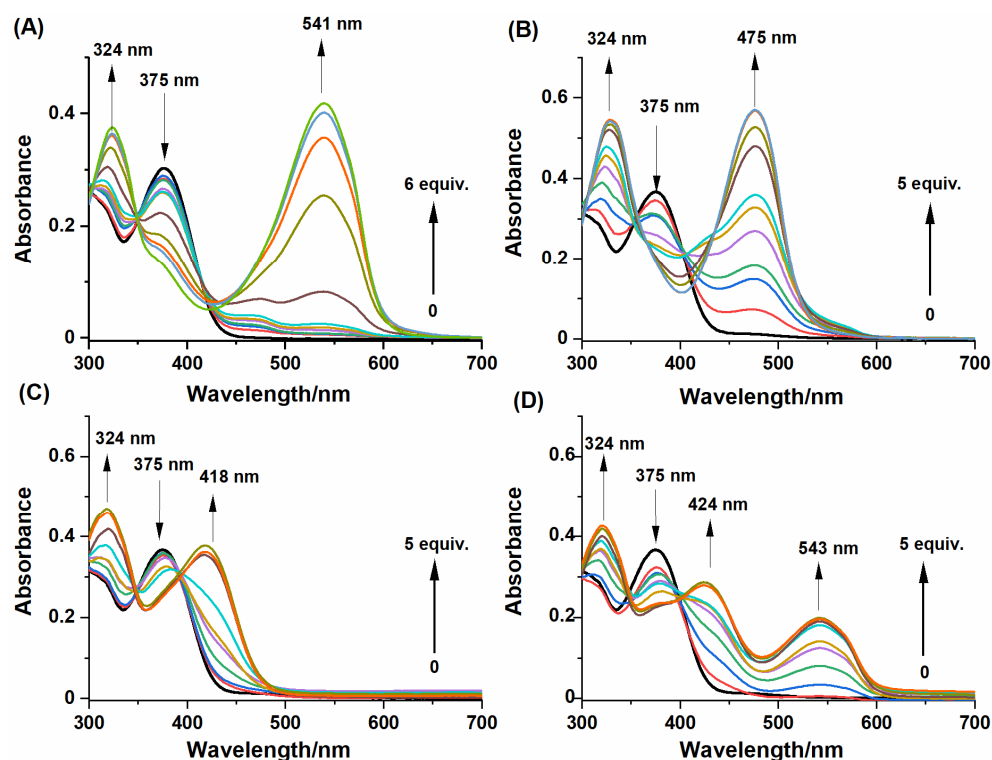 (A)
324 nm
375 nm
541 nm
6 equiv.
0
Absorbance
0.4
0.2
0
300
400
500
600
700
Wavelength/nm
(B)
324 nm
375 nm
475 nm
5 equiv.
0
Absorbance
0.6
0.4
0.2
0
300
400
500
600
700
Wavelength/nm
(C)
324 nm
375 nm
418 nm
5 equiv.
0
Absorbance
0.6
0.4
0.2
0
300
400
500
600
700
Wavelength/nm
(D)
324 nm
375 nm
424 nm
543 nm
5 equiv.
0
Absorbance
0.6
0.4
0.2
0
300
400
500
600
700
Wavelength/nm